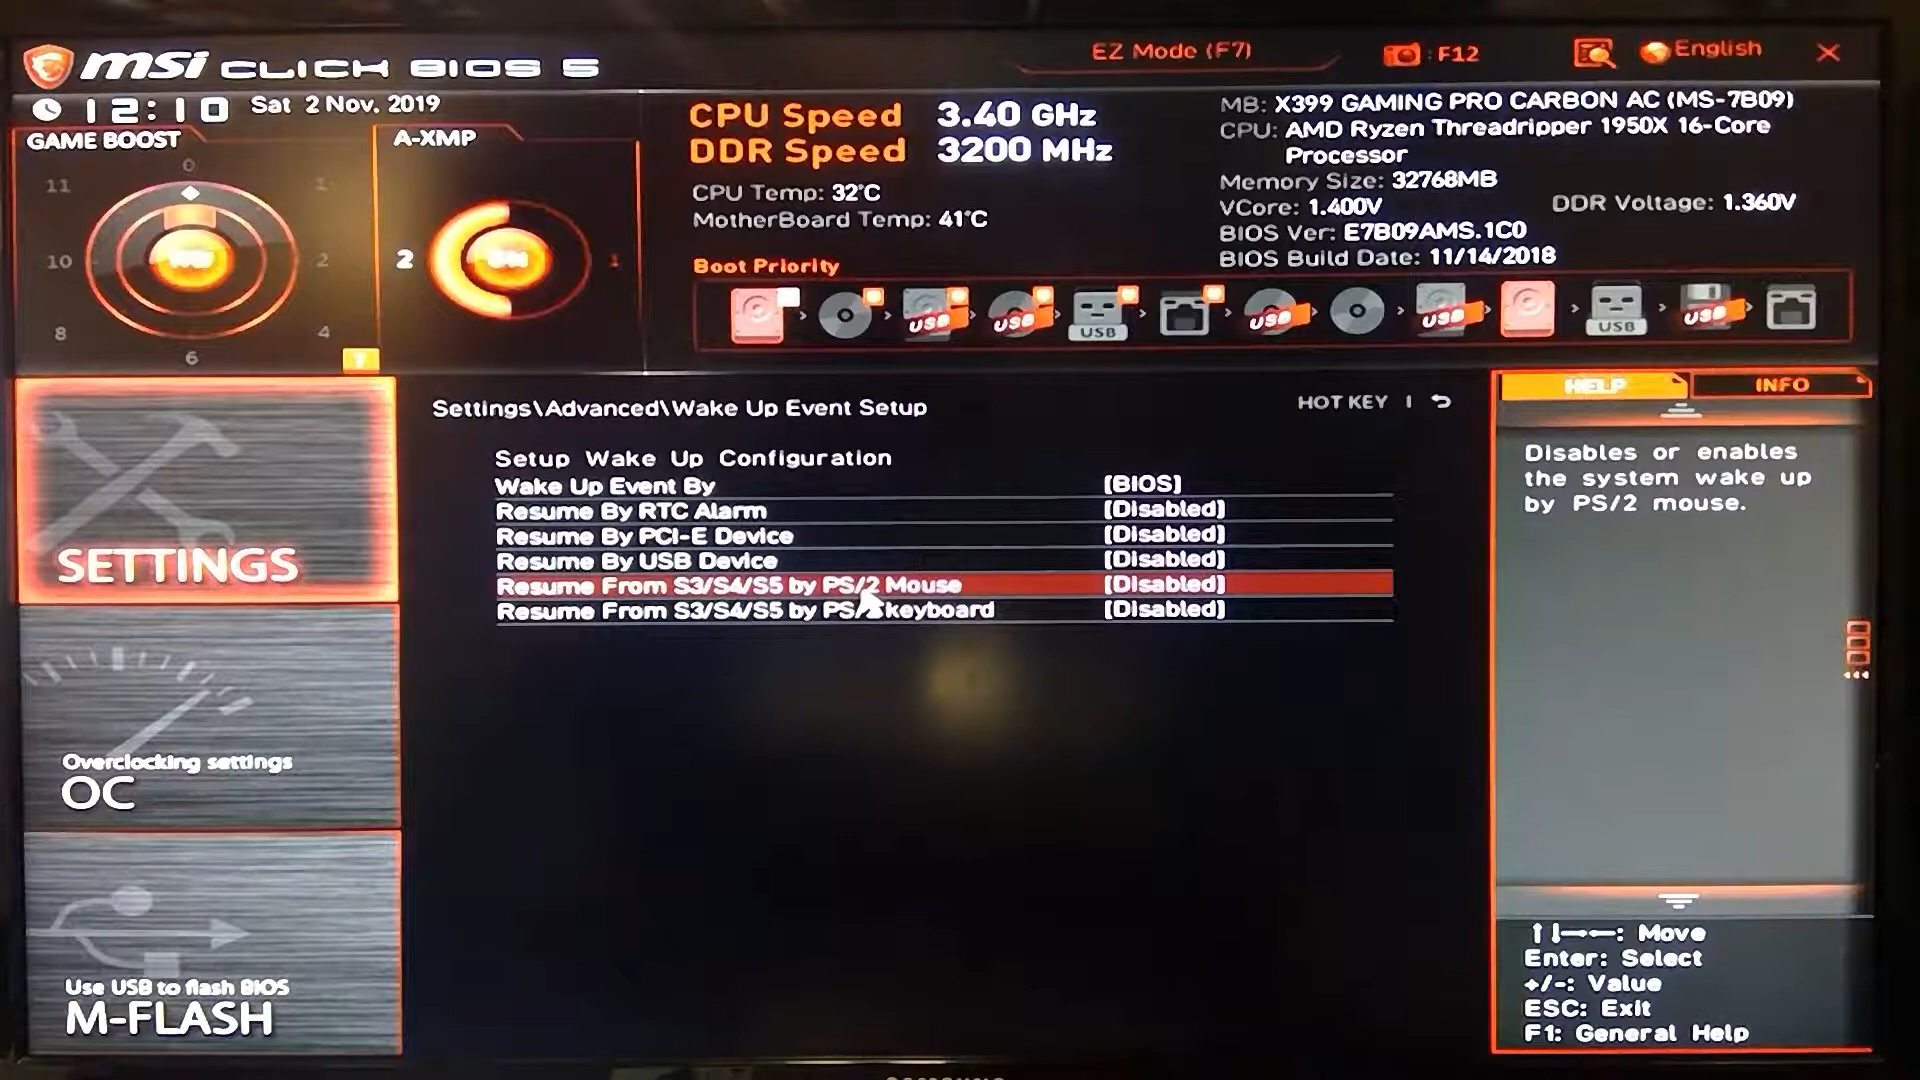 msi CLICK BIOS 5
EZ Mode (F7)
: F12
English
X
12:10 Sat 2 Nov. 2019
GAME BOOST
0
11
1
10
2
8
4
6
A-XMP
2
1
?
CPU Speed 3.40 GHz
DDR Speed 3200 MHz
CPU Temp: 32°C
MotherBoard Temp: 41°C
MB: X399 GAMING PRO CARBON AC (MS-7B09)
CPU: AMD Ryzen Threadripper 1950X 16-Core
Processor
Memory Size: 32768MB
VCore: 1.400V
DDR Voltage: 1.360V
BIOS Ver: E7B09AMS.1C0
BIOS Build Date: 11/14/2018
Boot Priority
USB
USB
USB
USB
USB
USB
USB
SETTINGS
Overclocking settings
OC
Use USB to flash BIOS
M-FLASH
Settings\Advanced\Wake Up Event Setup
HOT KEY |
Setup Wake Up Configuration
Wake Up Event By [BIOS]
Resume By RTC Alarm [Disabled]
Resume By PCI-E Device [Disabled]
Resume By USB Device [Disabled]
Resume From S3/S4/S5 by PS/2 Mouse [Disabled]
Resume From S3/S4/S5 by PS/2 keyboard [Disabled]
HELP
INFO
Disables or enables
the system wake up
by PS/2 mouse.
↑↓→←: Move
Enter: Select
+/-: Value
ESC: Exit
F1: General Help